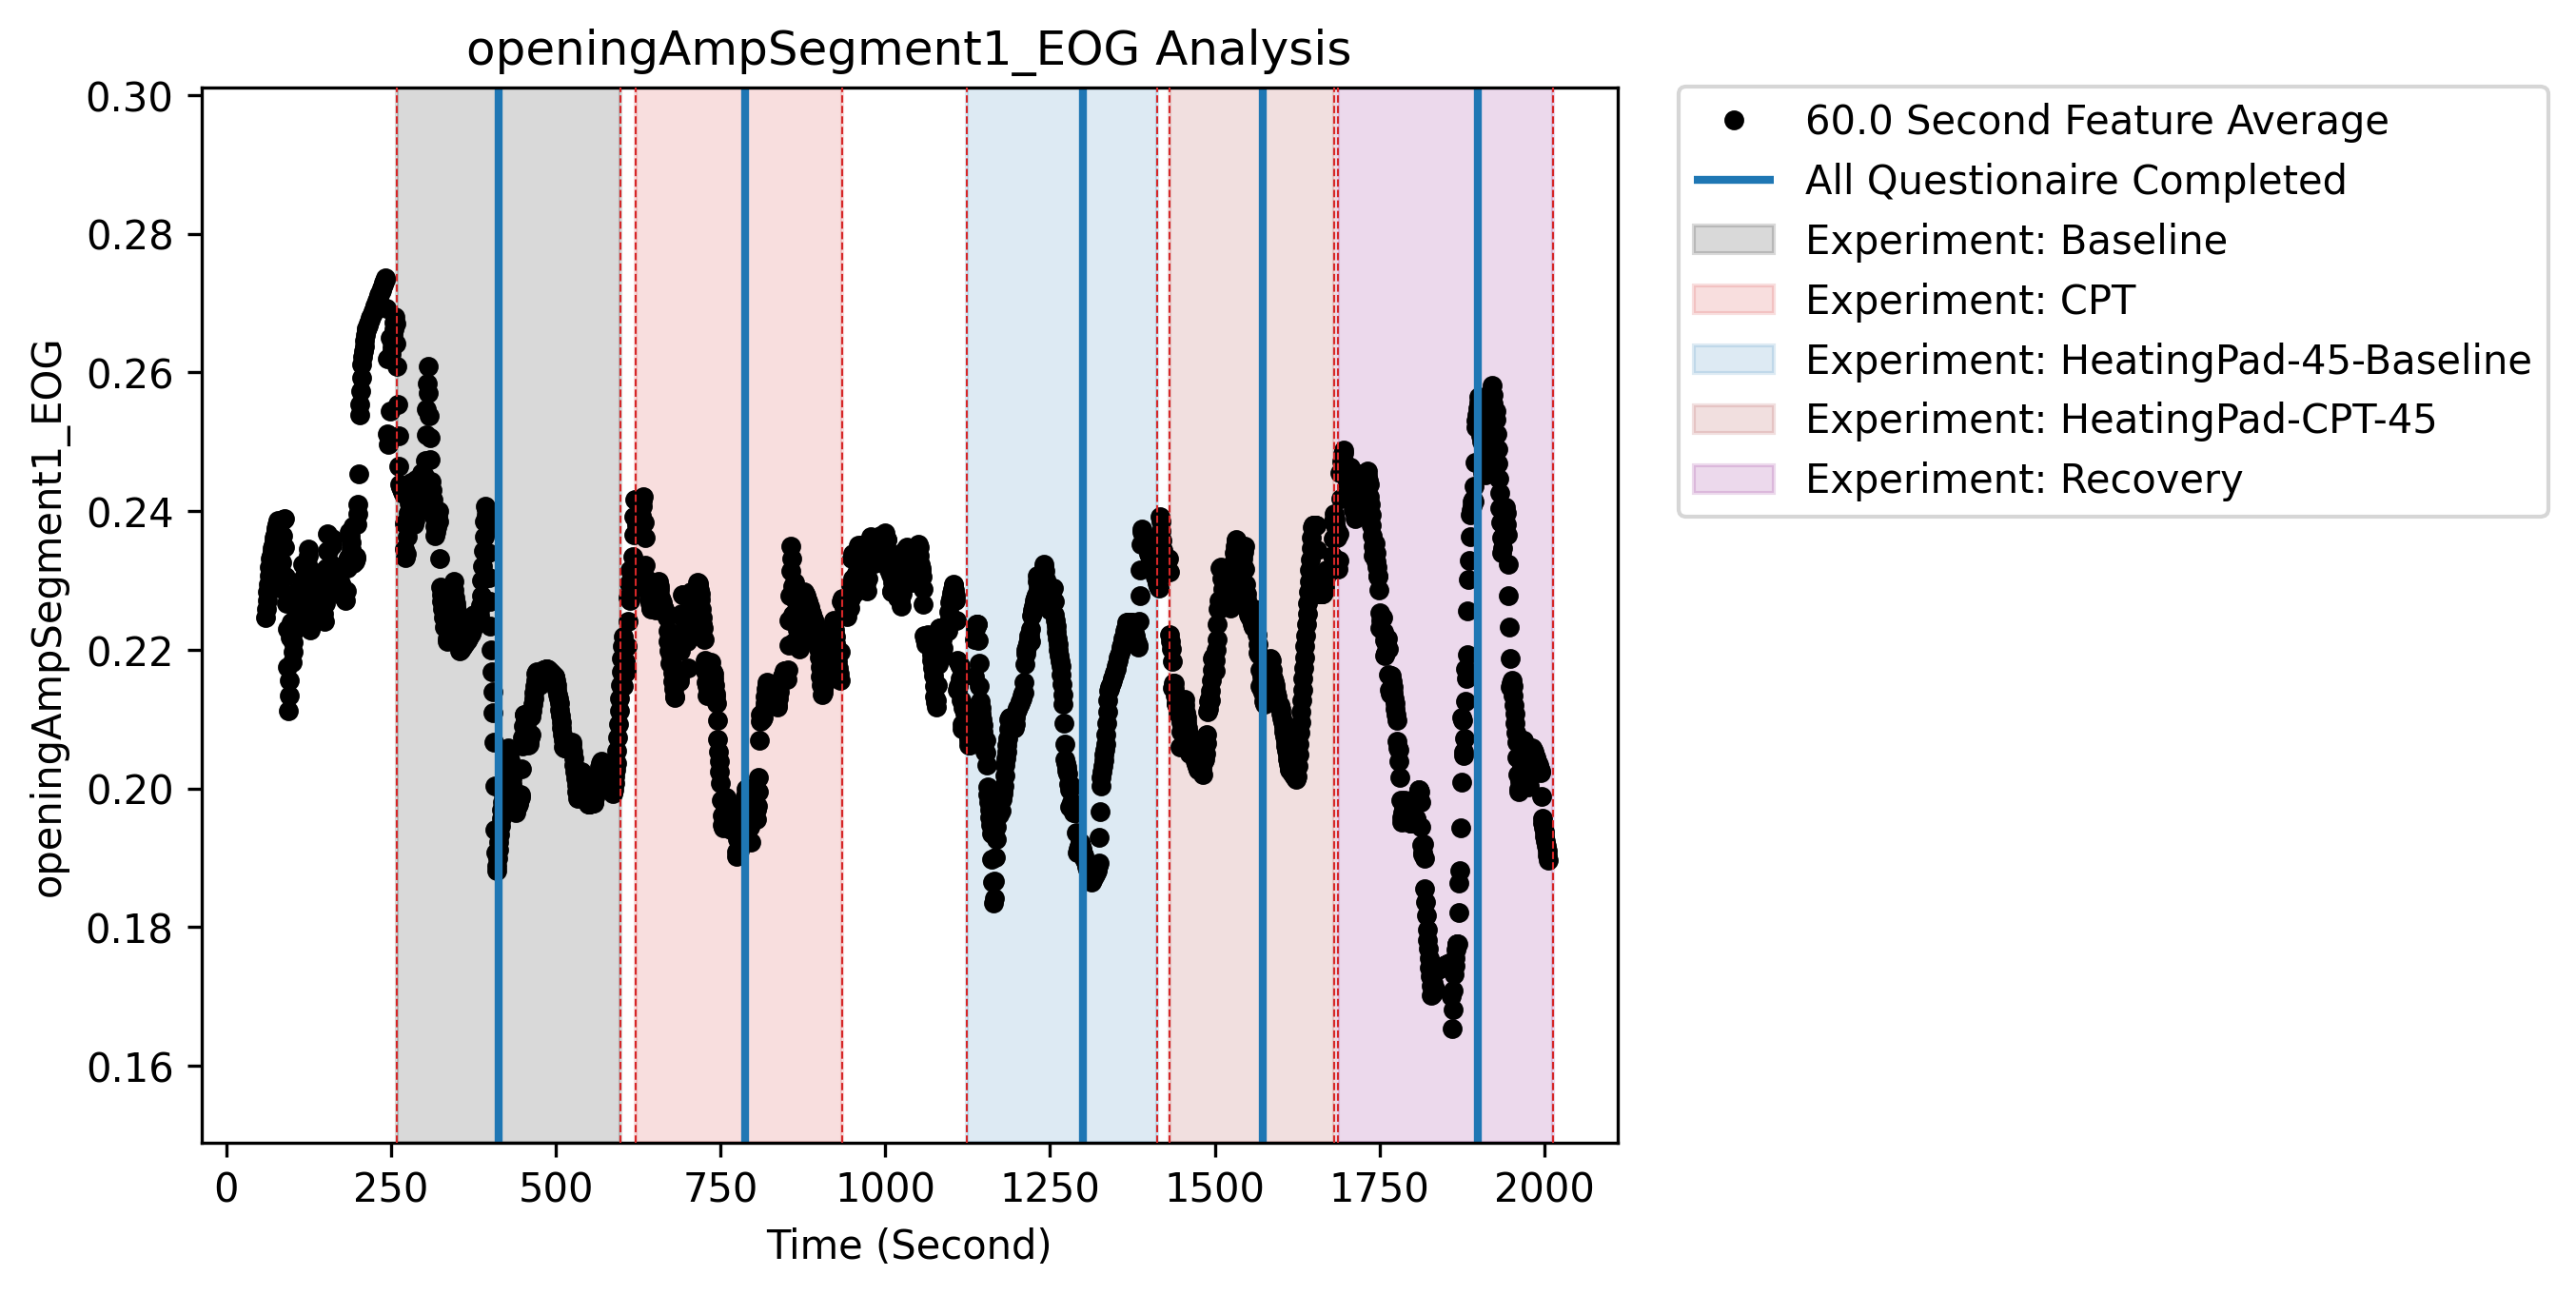 openingAmpSegment1_EOG Analysis
openingAmpSegment1_EOG
0.30
0.28
0.26
0.24
0.22
0.20
0.18
0.16
0 250 500 750 1000 1250 1500 1750 2000
Time (Second)
60.0 Second Feature Average
All Questionaire Completed
Experiment: Baseline
Experiment: CPT
Experiment: HeatingPad-45-Baseline
Experiment: HeatingPad-CPT-45
Experiment: Recovery